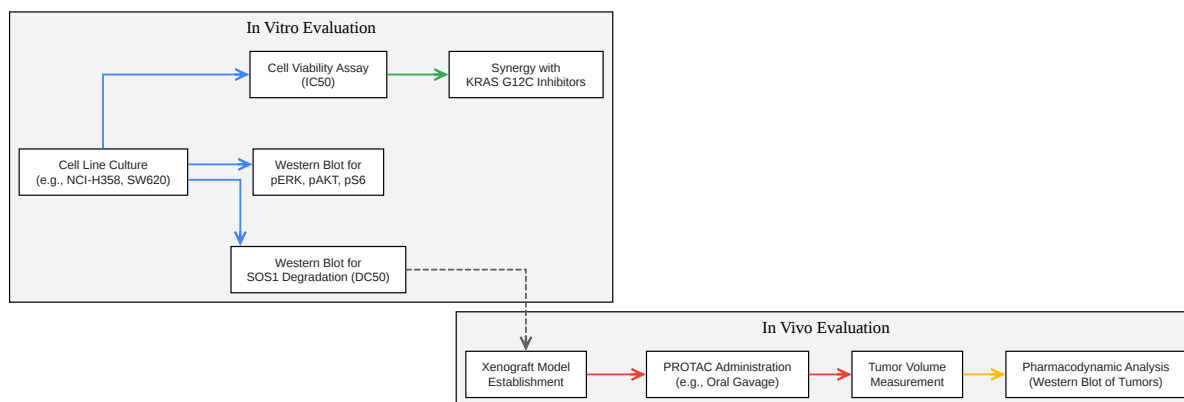 In Vitro Evaluation
Cell Viability Assay
(IC50)
Synergy with
KRAS G12C Inhibitors
Cell Line Culture
(e.g., NCI-H358, SW620)
Western Blot for
pERK, pAKT, pS6
Western Blot for
SOS1 Degradation (DC50)
In Vivo Evaluation
Xenograft Model
Establishment
PROTAC Administration
(e.g., Oral Gavage)
Tumor Volume
Measurement
Pharmacodynamic Analysis
(Western Blot of Tumors)